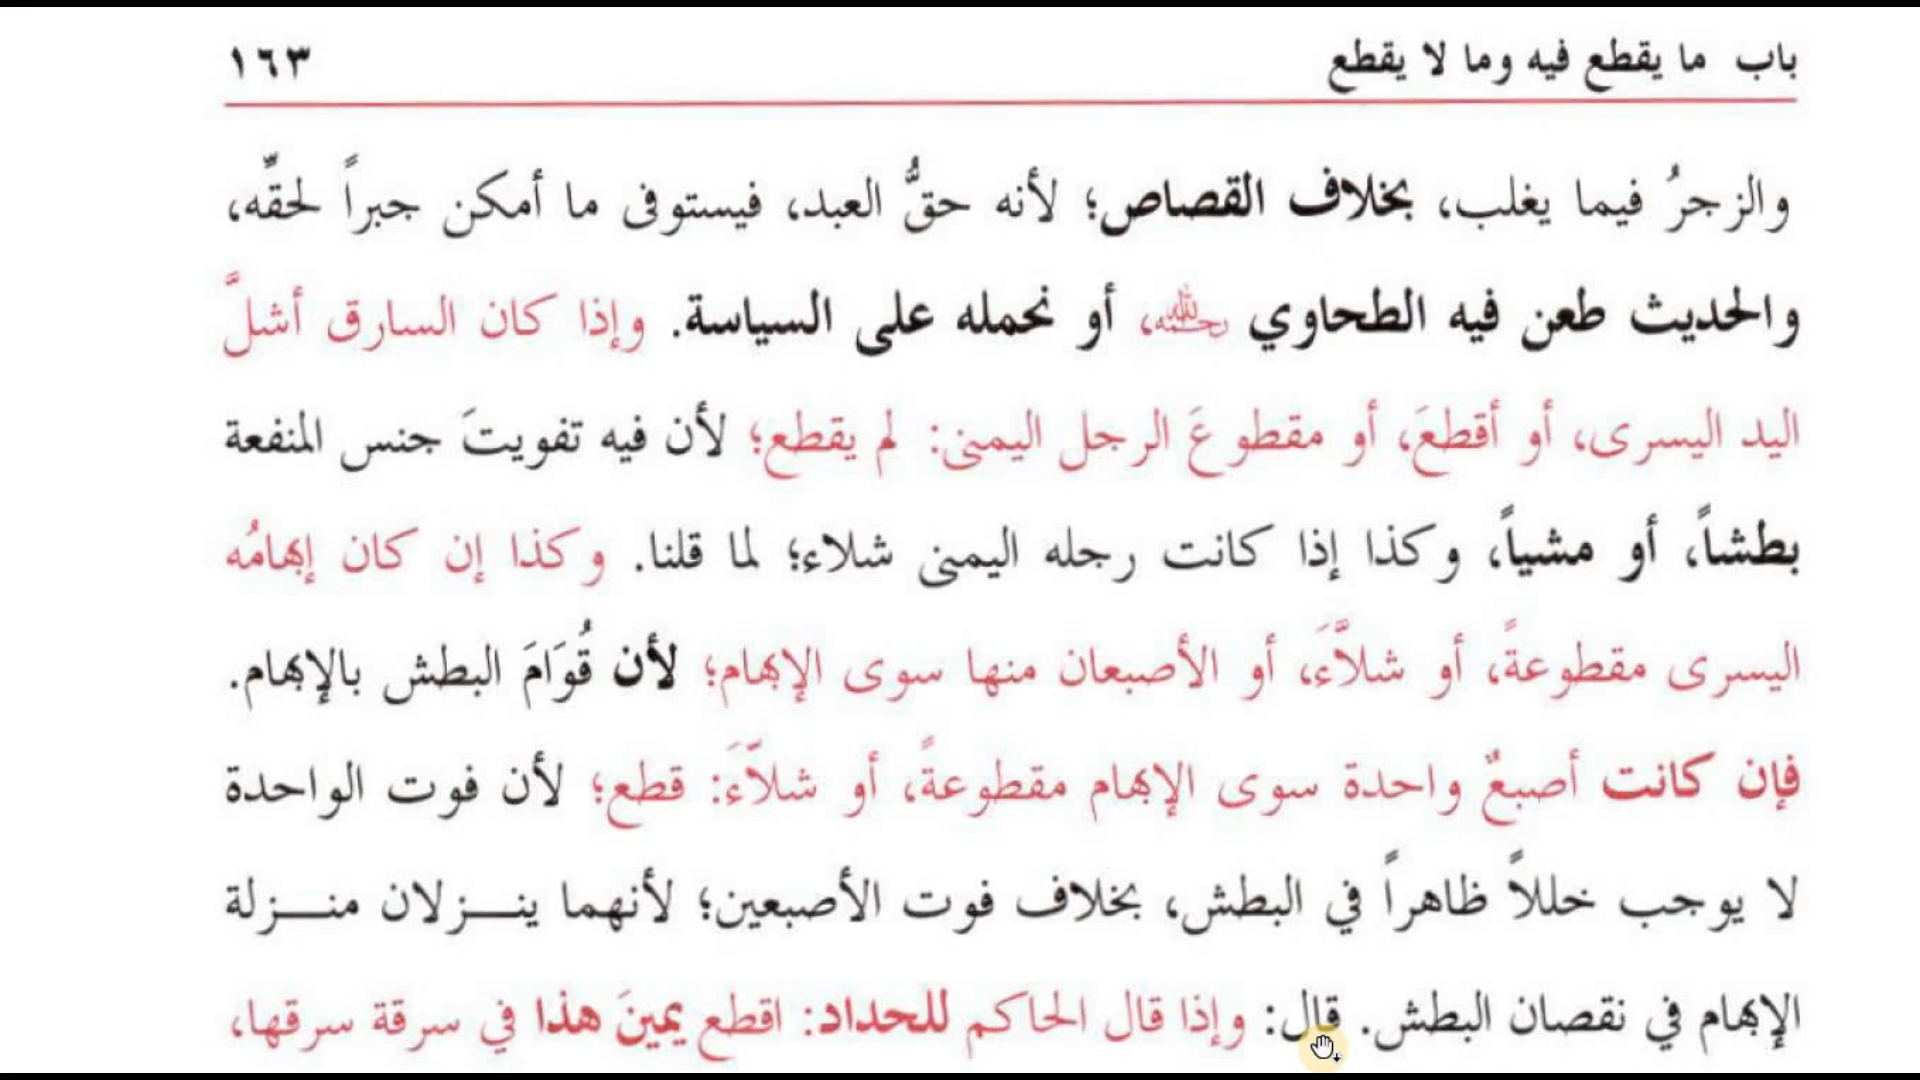 باب ما يقطع فيه وما لا يقطع ١٦٣
والزجرُ فيما يغلب، بخلاف القصاص؛ لأنه حقُّ العبد، فيستوفى ما أمكن جبراً لحقِّه،
والحديث طعن فيه الطحاوي رحمه الله، أو نحمله على السياسة. وإذا كان السارق أشلَّ
اليد اليسرى، أو أقطعَ، أو مقطوعَ الرجل اليمنى: لم يقطع؛ لأن فيه تفويتَ جنس المنفعة
بطشاً، أو مشياً، وكذا إذا كانت رجله اليمنى شلاء؛ لما قلنا. وكذا إن كان إبهامُه
اليسرى مقطوعةً، أو شلاَّءَ، أو الأصبعان منها سوى الإبهام؛ لأن قُوَامَ البطش بالإبهام.
فإن كانت أصبعٌ واحدة سوى الإبهام مقطوعةً، أو شلاَّءَ: قطع؛ لأن فوت الواحدة
لا يوجب خللاً ظاهراً في البطش، بخلاف فوت الأصبعين؛ لأنهما ينـــزلان منـــزلة
الإبهام في نقصان البطش. قال: وإذا قال الحاكم للحداد: اقطع يمينَ هذا في سرقة سرقها،